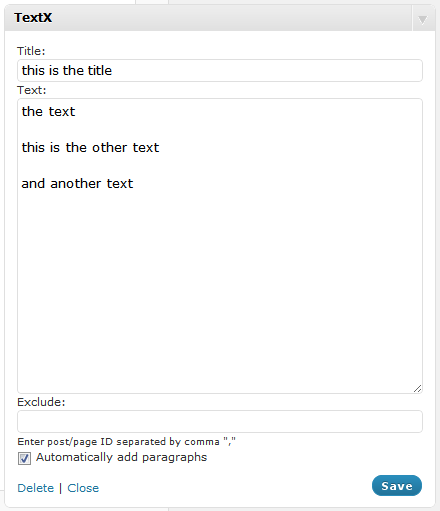 TextX
Title:
this is the title
Text:
the text
this is the other text
and another text
Exclude:
Enter post/page ID separated by comma ","
Automatically add paragraphs
Delete | Close
Save